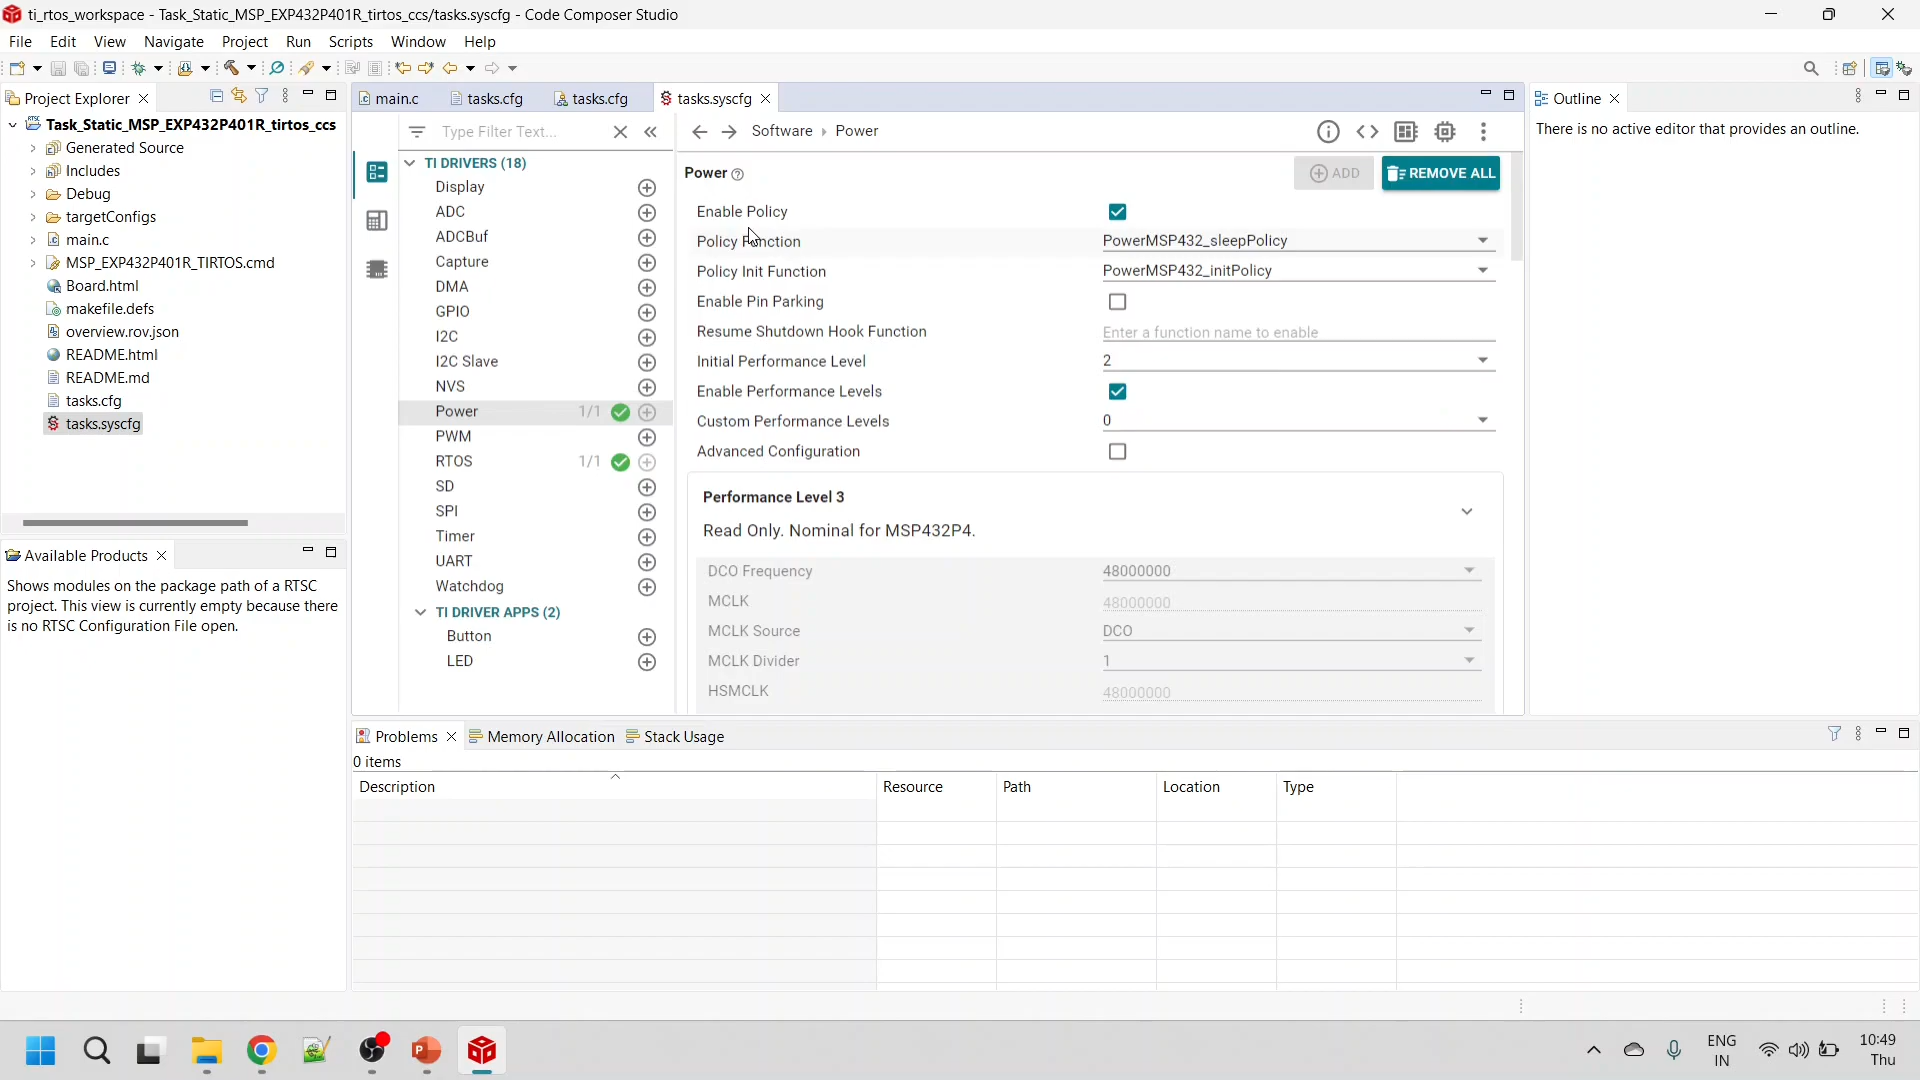 ti_rtos_workspace - Task_Static_MSP_EXP432P401R_tirtos_ccs/tasks.syscfg - Code Composer Studio
File Edit View Navigate Project Run Scripts Window Help
Project Explorer
Task_Static_MSP_EXP432P401R_tirtos_ccs
Generated Source
Includes
Debug
targetConfigs
main.c
MSP_EXP432P401R_TIRTOS.cmd
Board.html
makefile.defs
overview.rov.json
README.html
README.md
tasks.cfg
tasks.syscfg
Available Products
Shows modules on the package path of a RTSC
project. This view is currently empty because there
is no RTSC Configuration File open.
main.c tasks.cfg tasks.cfg tasks.syscfg
Type Filter Text...
TI DRIVERS (18)
Display
ADC
ADCBuf
Capture
DMA
GPIO
I2C
I2C Slave
NVS
Power 1/1
PWM
RTOS 1/1
SD
SPI
Timer
UART
Watchdog
TI DRIVER APPS (2)
Button
LED
Software Power
Power ADD REMOVE ALL
Enable Policy
Policy Function PowerMSP432_sleepPolicy
Policy Init Function PowerMSP432_initPolicy
Enable Pin Parking
Resume Shutdown Hook Function Enter a function name to enable
Initial Performance Level 2
Enable Performance Levels
Custom Performance Levels 0
Advanced Configuration
Performance Level 3
Read Only. Nominal for MSP432P4.
DCO Frequency 48000000
MCLK 48000000
MCLK Source DCO
MCLK Divider 1
HSMCLK 48000000
Outline
There is no active editor that provides an outline.
Problems Memory Allocation Stack Usage
0 items
Description Resource Path Location Type
ENG
IN
10:49
Thu